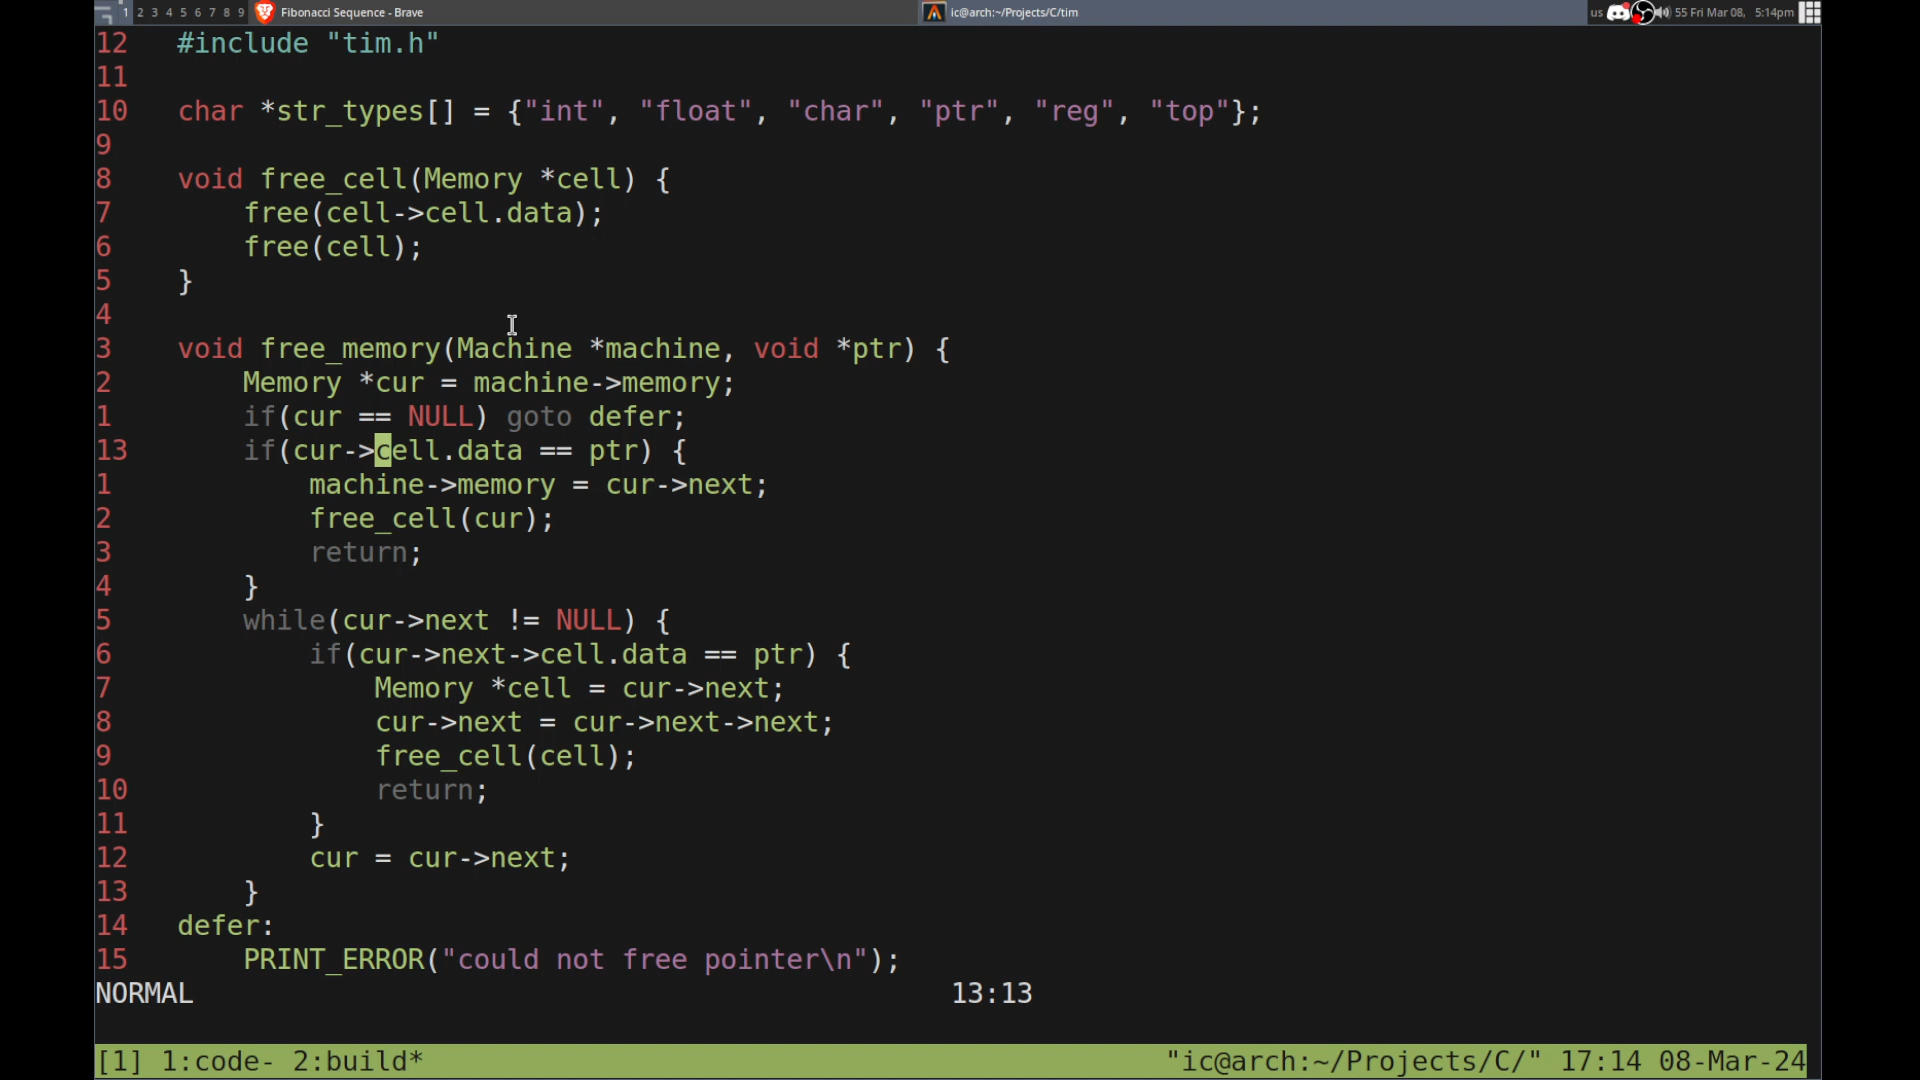 1 2 3 4 5 6 7 8 9 Fibonacci Sequence - Brave ic@arch:~/Projects/C/tim us 55 Fri Mar 08, 5:14pm
12 #include "tim.h"
11
10 char *str_types[] = {"int", "float", "char", "ptr", "reg", "top"};
9
8 void free_cell(Memory *cell) {
7 free(cell->cell.data);
6 free(cell);
5 }
4
3 void free_memory(Machine *machine, void *ptr) {
2 Memory *cur = machine->memory;
1 if(cur == NULL) goto defer;
13 if(cur->cell.data == ptr) {
1 machine->memory = cur->next;
2 free_cell(cur);
3 return;
4 }
5 while(cur->next != NULL) {
6 if(cur->next->cell.data == ptr) {
7 Memory *cell = cur->next;
8 cur->next = cur->next->next;
9 free_cell(cell);
10 return;
11 }
12 cur = cur->next;
13 }
14 defer:
15 PRINT_ERROR("could not free pointer\n");
NORMAL 13:13
[1] 1:code- 2:build* "ic@arch:~/Projects/C/" 17:14 08-Mar-24